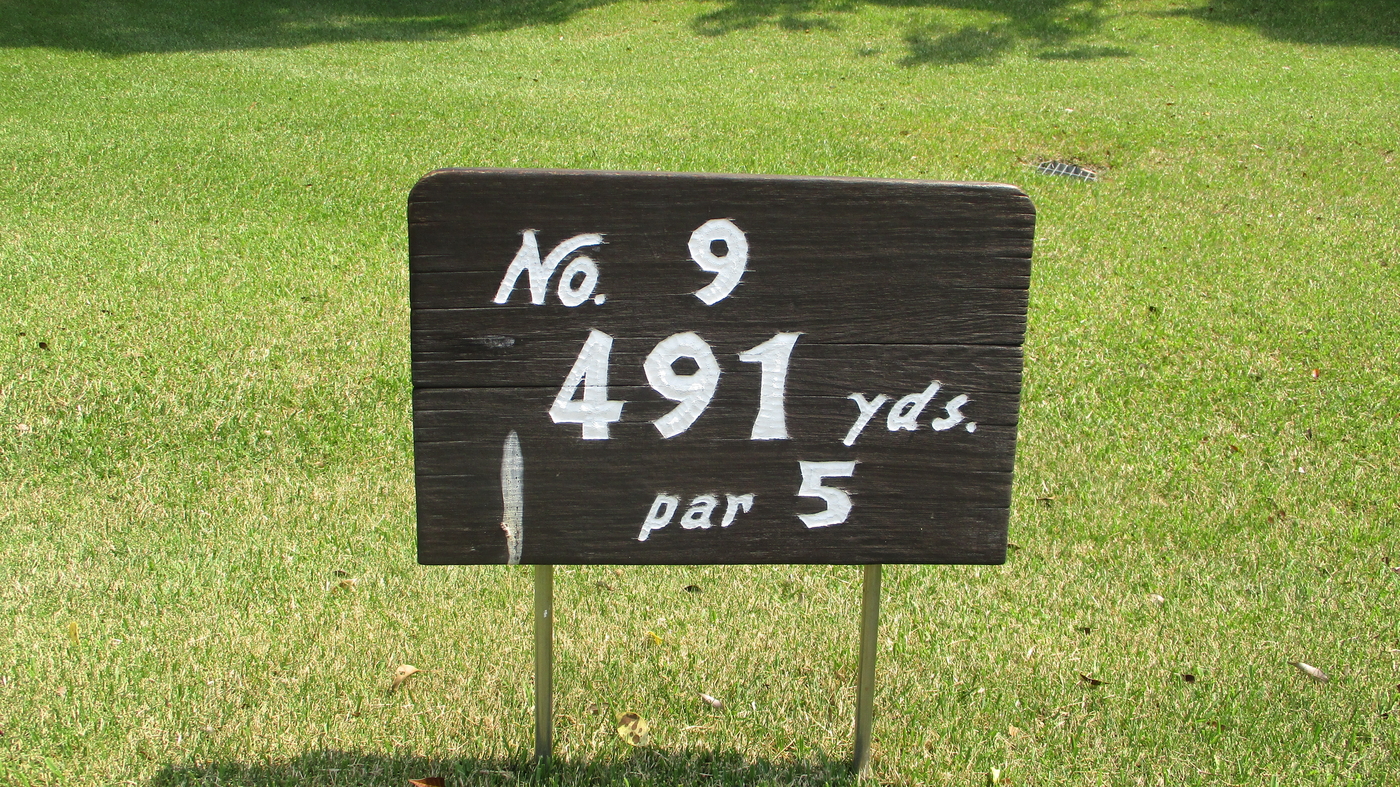 No. 9
491 yds.
par 5